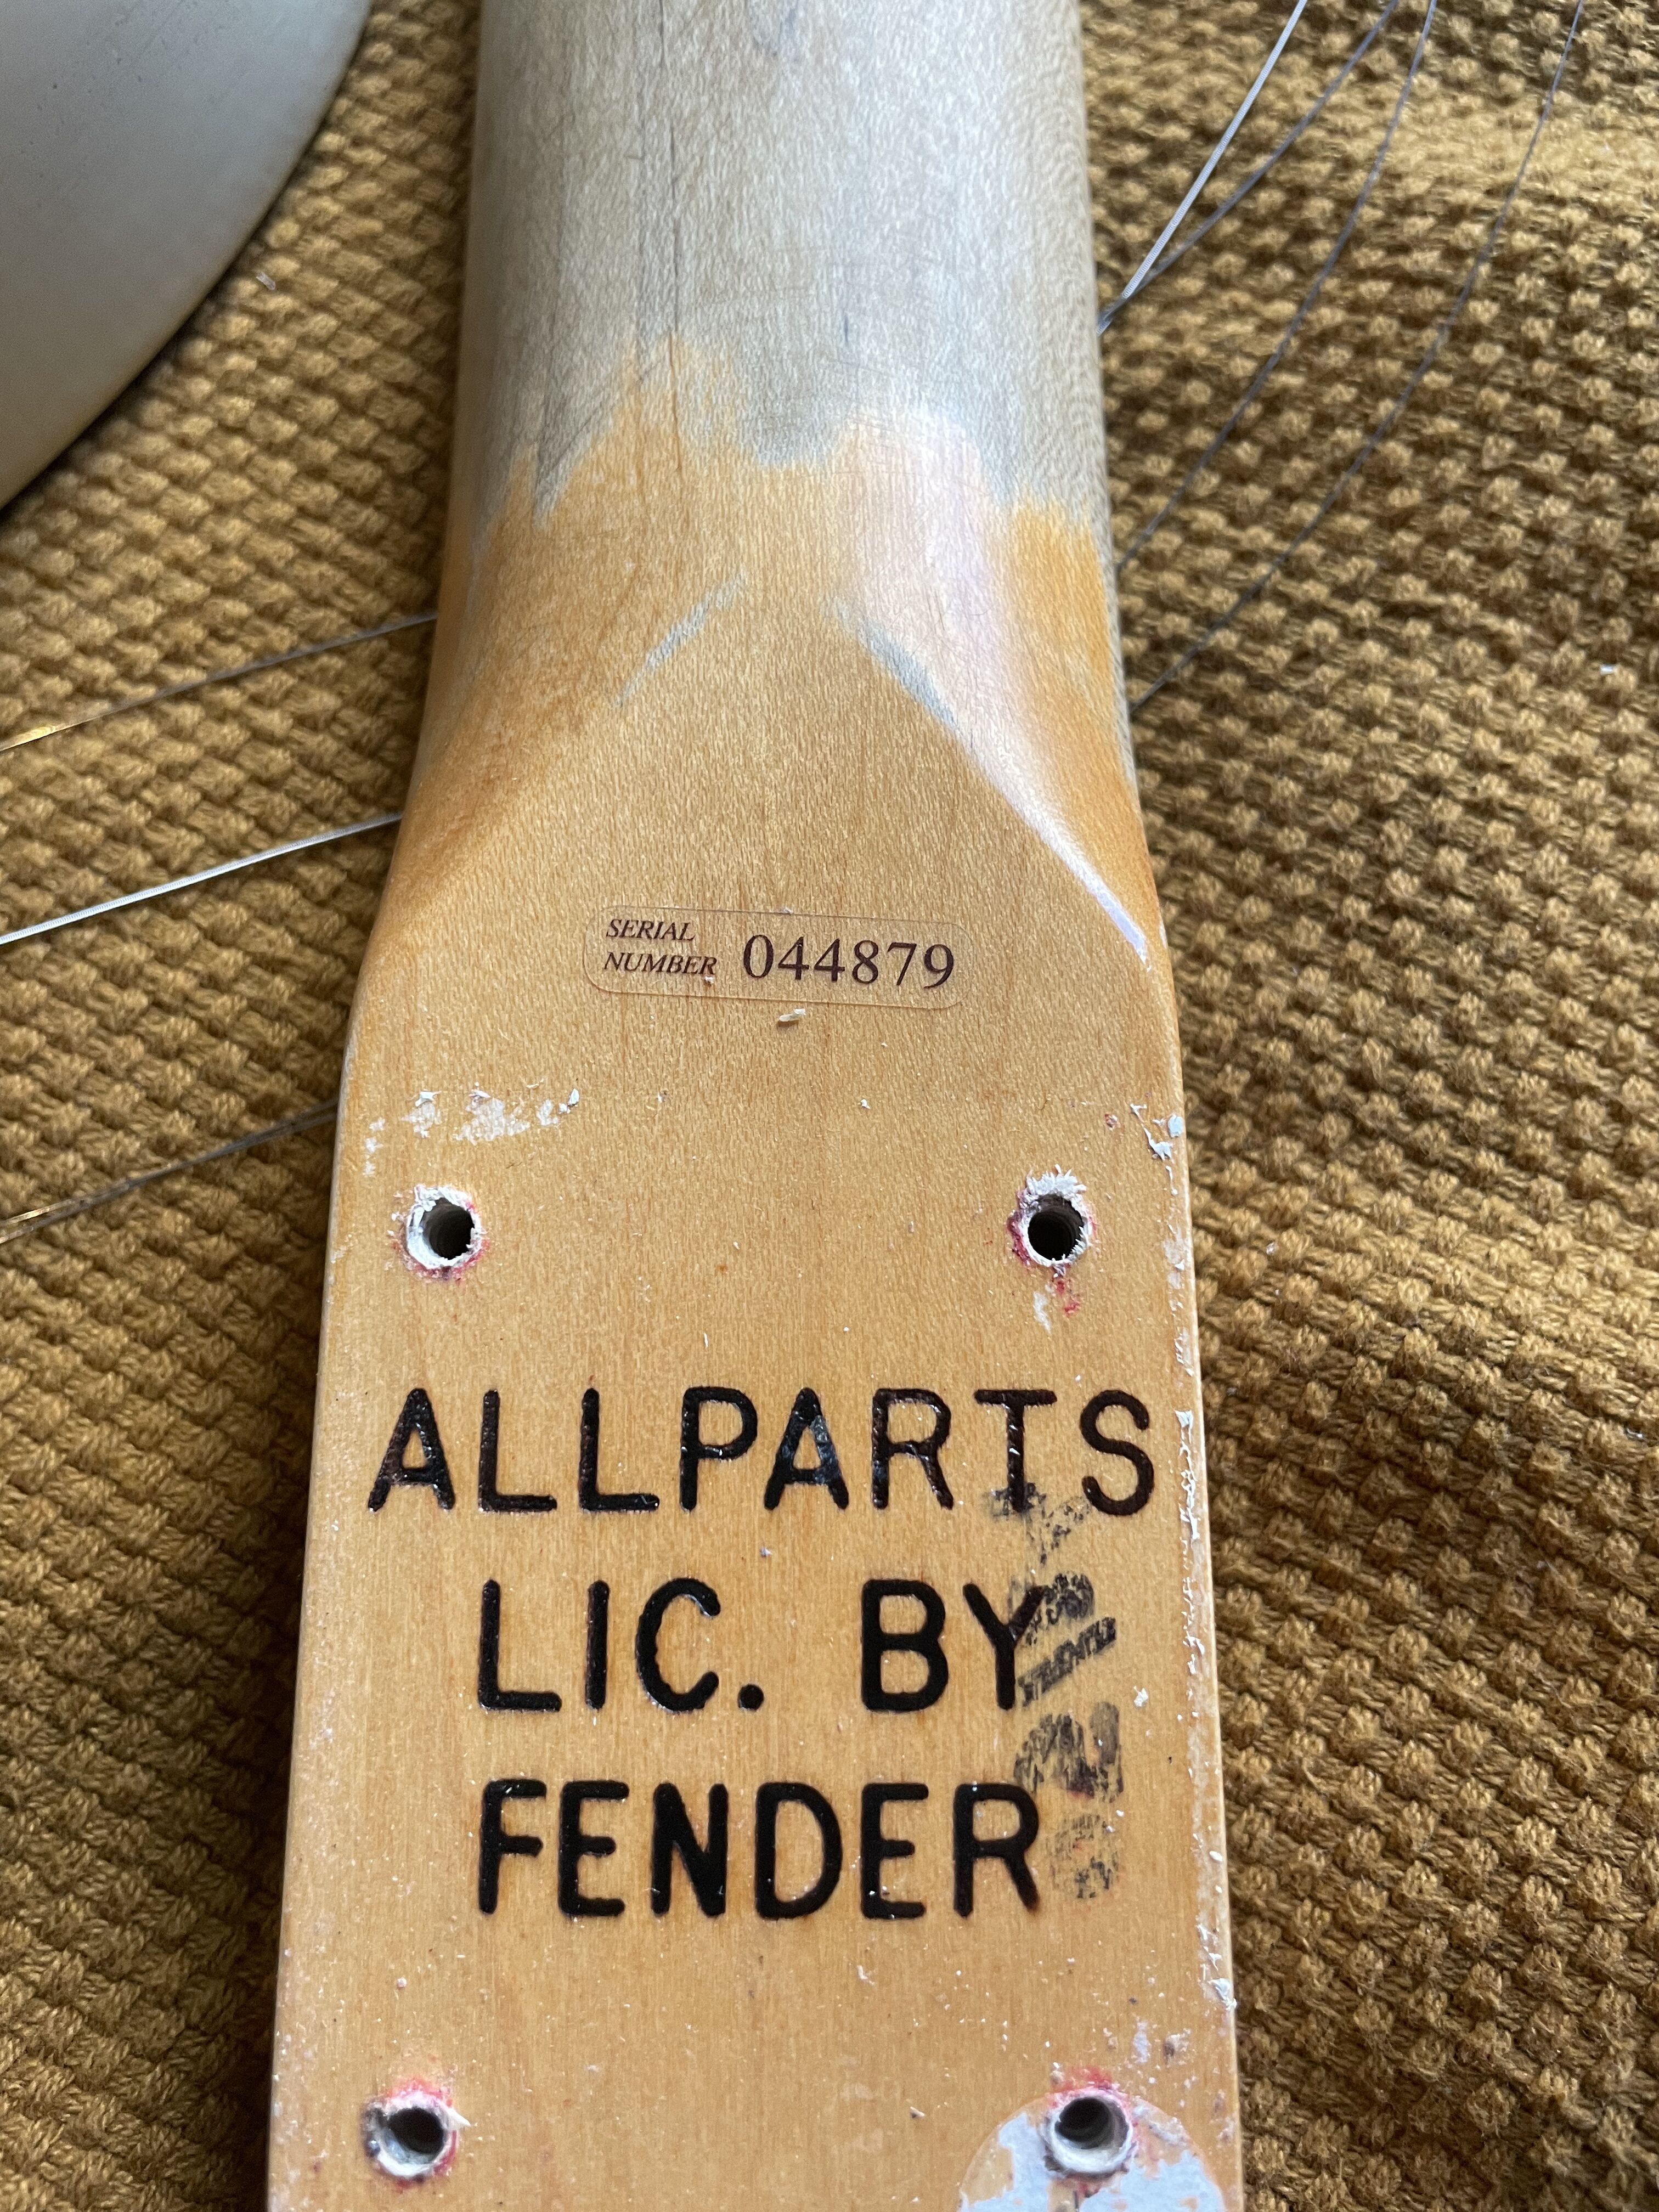 SERIAL
NUMBER 044879
ALLPARTS
LIC. BY
FENDER